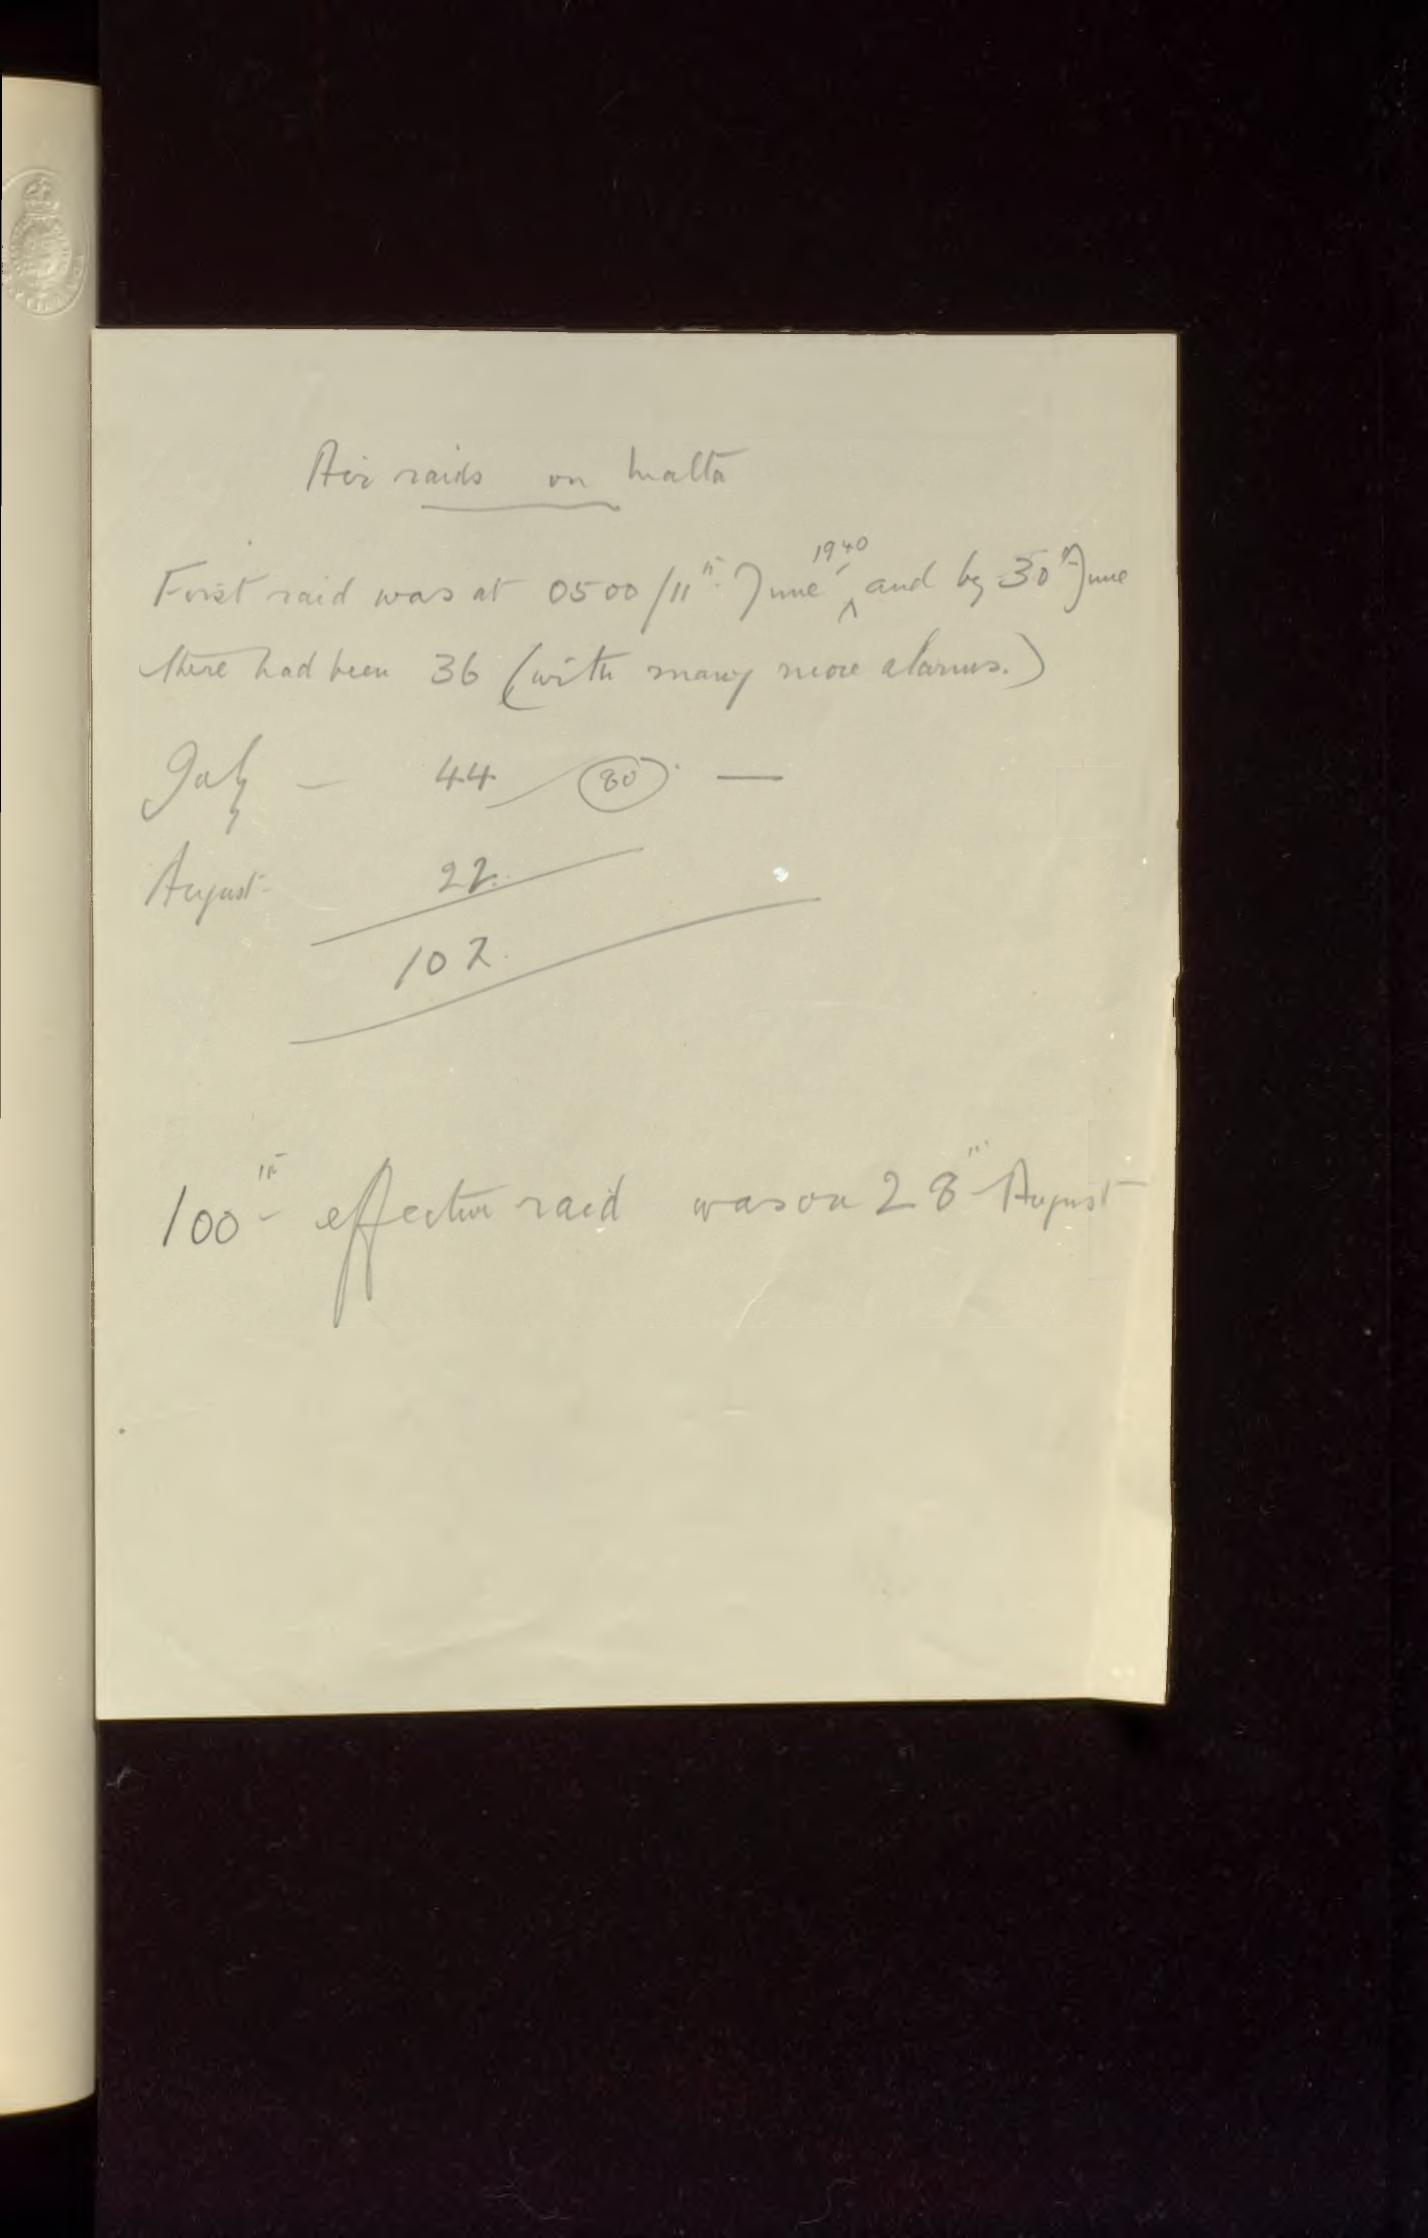 Air raids on Malta
First raid was at 0500/11th June 1940 and by 30th June
there had been 36 (with many more alarms.)
July — 44 80 —
August - 22.
102.
100th effective raid was on 28th August